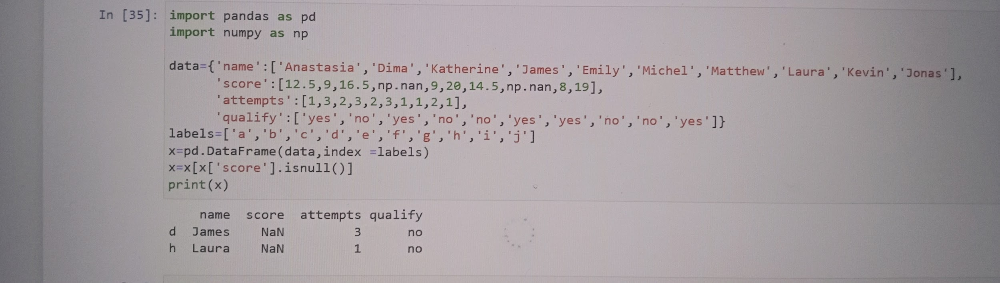 In [35]: import pandas as pd
import numpy as np
data={'name':['Anastasia','Dima','Katherine','James','Emily','Michel','Matthew','Laura','Kevin','Jonas'],
'score':[12.5,9,16.5,np.nan,9,20,14.5,np.nan,8,19],
'attempts':[1,3,2,3,2,3,1,1,2,1],
'qualify':['yes','no','yes','no','no','yes','yes','no','no','yes']}
labels=['a','b','c','d','e','f','g','h','i','j']
x=pd.DataFrame(data,index =labels)
x=x[x['score'].isnull()]
print(x)
name score attempts qualify
d James NaN 3 no
h Laura NaN 1 no